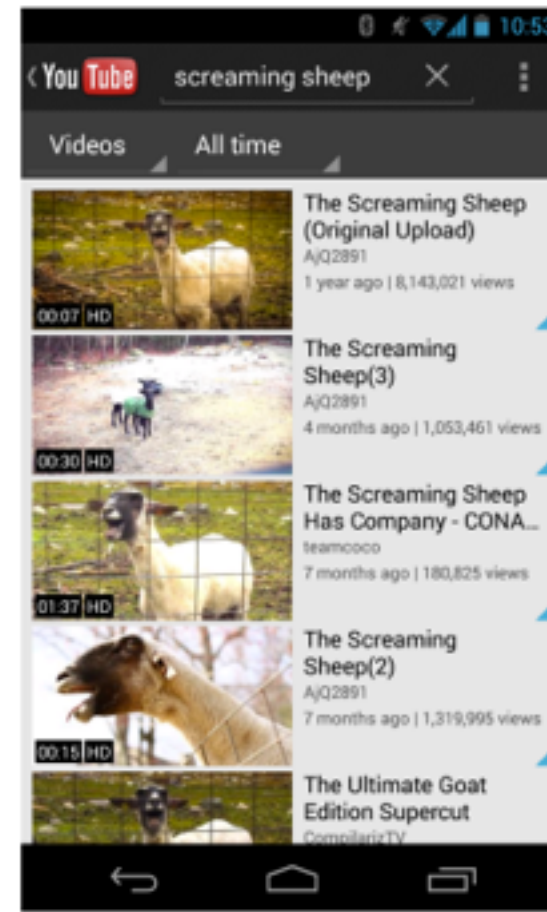 10:53
You Tube screaming sheep
Videos All time
The Screaming Sheep
(Original Upload)
AjQ2891
1 year ago | 8,143,021 views
00:07 HD
The Screaming
Sheep(3)
AjQ2891
4 months ago | 1,053,461 views
00:30 HD
The Screaming Sheep
Has Company - CONA...
teamcoco
7 months ago | 180,825 views
01:37 HD
The Screaming
Sheep(2)
AjQ2891
7 months ago | 1,319,995 views
00:15 HD
The Ultimate Goat
Edition Supercut
CompilarizTV